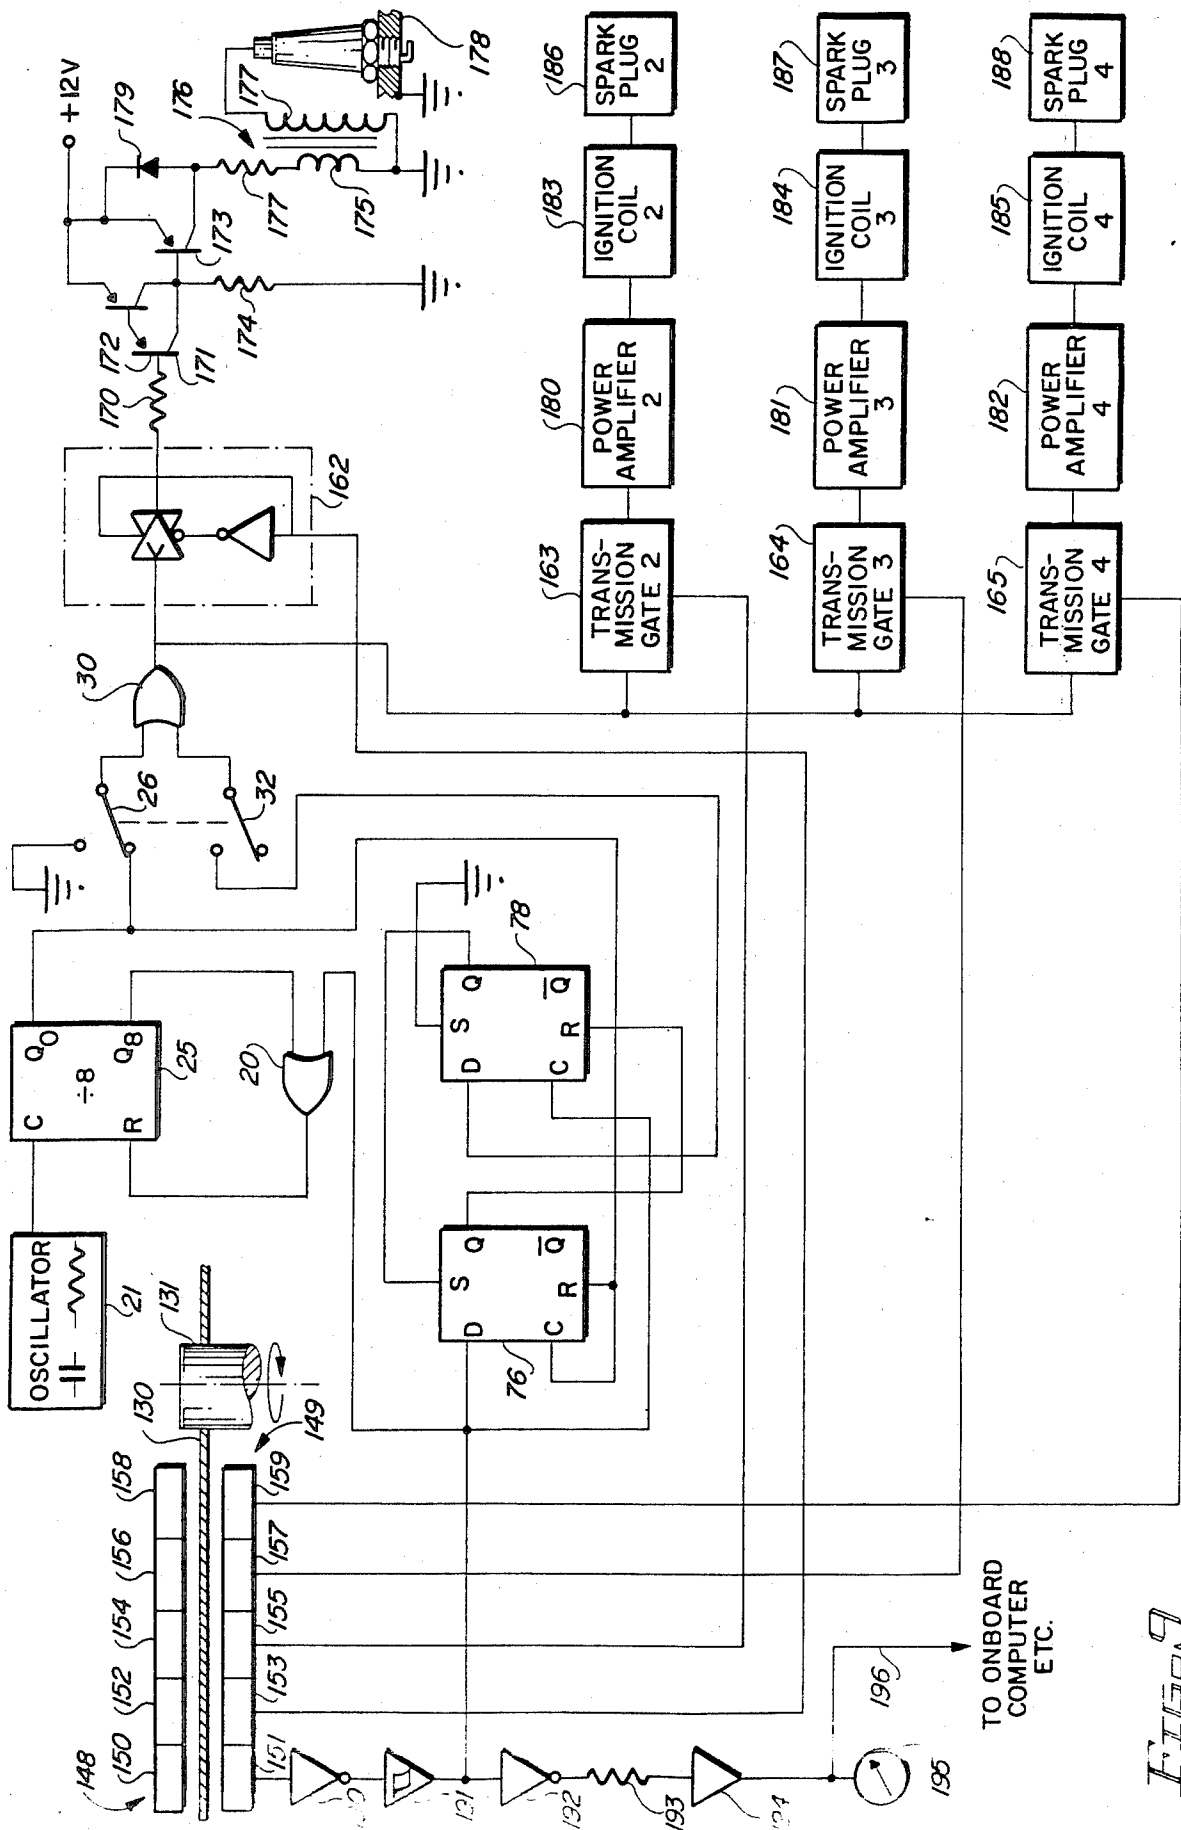 148
150
152
154
156
158
130
131
OSCILLATOR
21
C
Q0
÷8
R
Q8
25
20
26
32
30
162
170
172
171
173
174
+12V
179
177
175
176
177
178
151
153
155
157
159
149
D
S
Q
C
R
Q̅
76
D
S
Q
C
R
Q̅
78
163
TRANS-
MISSION
GATE 2
180
POWER
AMPLIFIER
2
183
IGNITION
COIL
2
186
SPARK
PLUG
2
164
TRANS-
MISSION
GATE 3
181
POWER
AMPLIFIER
3
184
IGNITION
COIL
3
187
SPARK
PLUG
3
165
TRANS-
MISSION
GATE 4
182
POWER
AMPLIFIER
4
185
IGNITION
COIL
4
188
SPARK
PLUG
4
191
192
193
194
195
196
TO ONBOARD
COMPUTER
ETC.